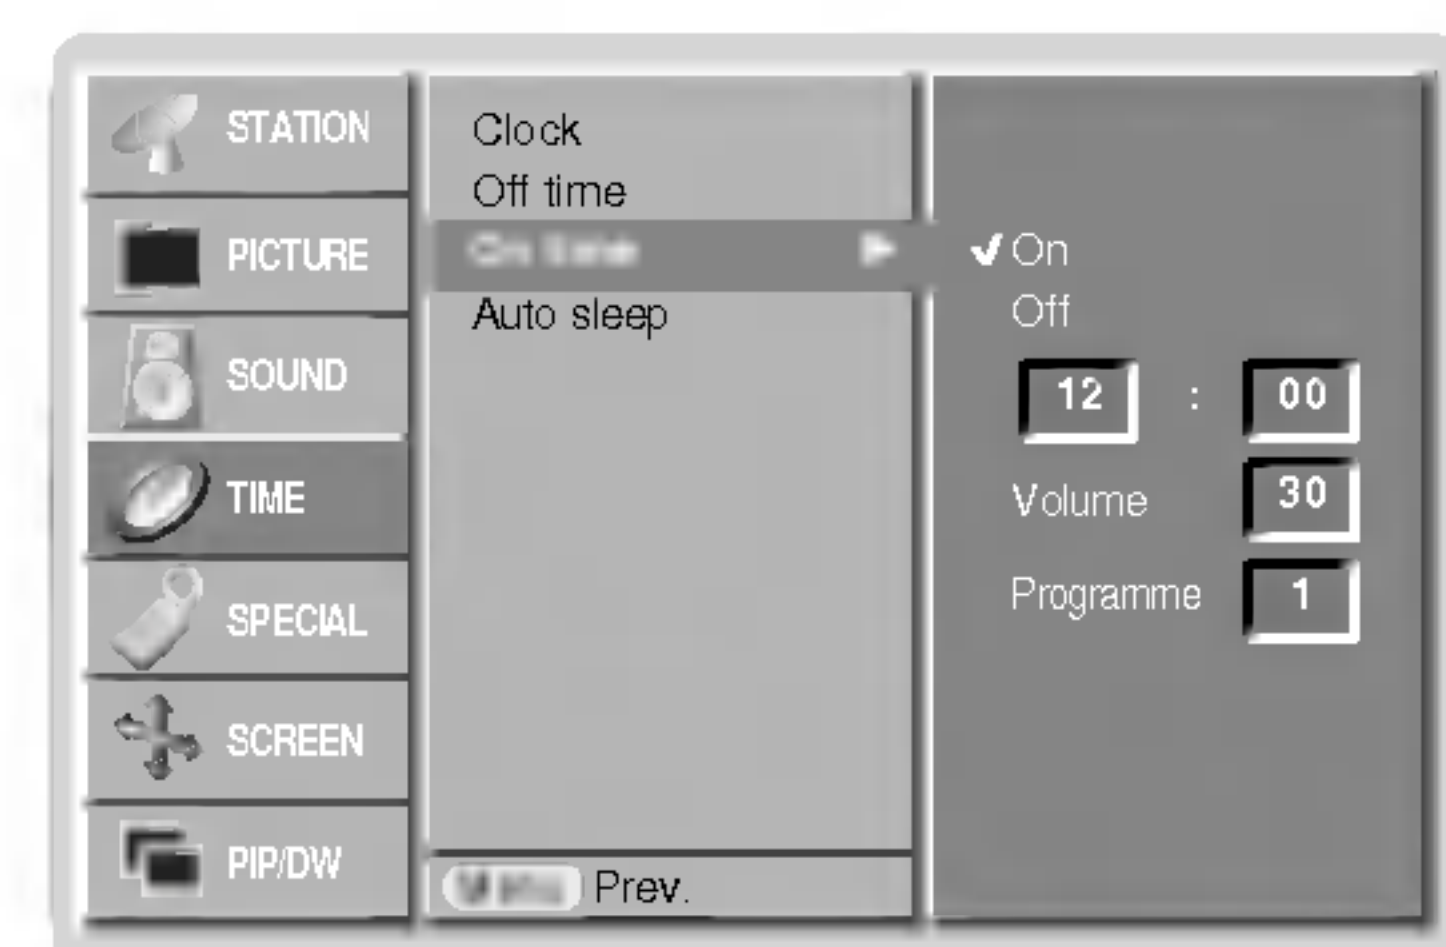 STATION
PICTURE
SOUND
TIME
SPECIAL
SCREEN
PIP/DW
Clock
Off time
Auto sleep
Prev.
✔On
Off
12 : 00
Volume 30
Programme 1